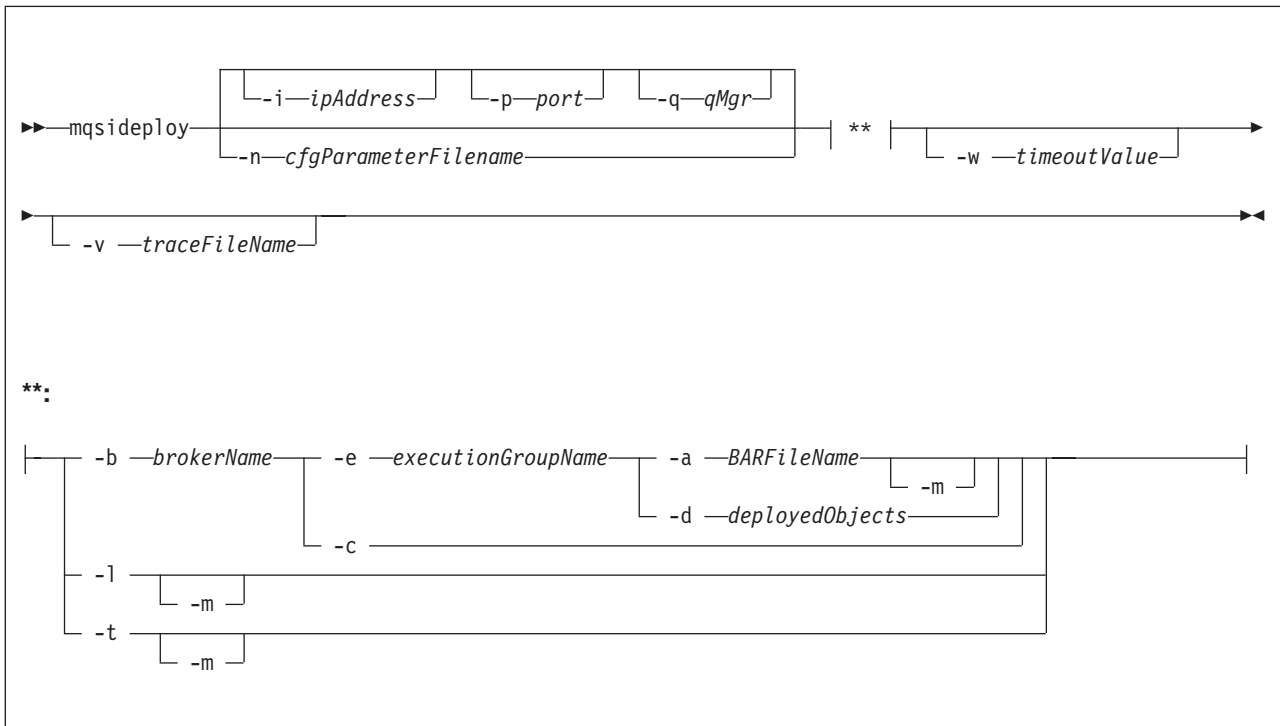 -i ipAddress -p port -q qMgr
mqsideploy ** -w timeoutValue
-n cfgParameterFilename
-v traceFileName
**:
-b brokerName -e executionGroupName -a BARFileName
-m
-d deployedObjects
-c
-l
-m
-t
-m